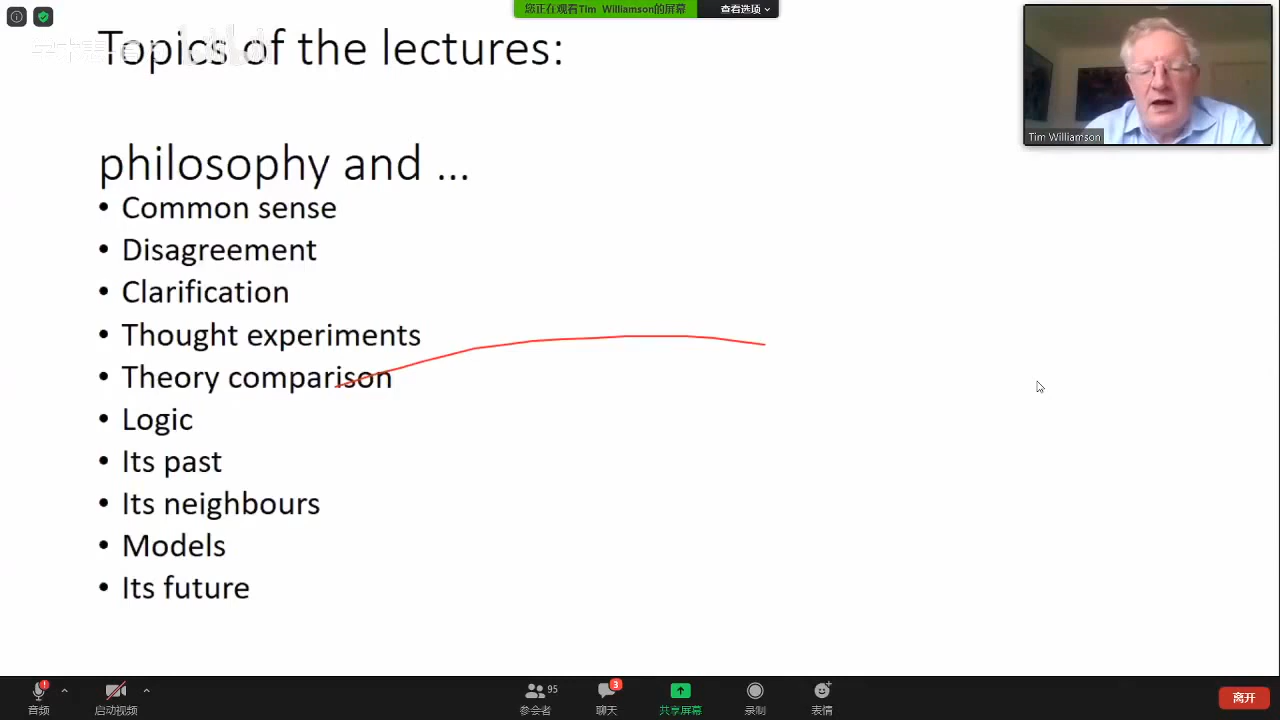 您正在观看Tim Williamson的屏幕 查看选项
Topics of the lectures:
philosophy and ...
• Common sense
• Disagreement
• Clarification
• Thought experiments
• Theory comparison
• Logic
• Its past
• Its neighbours
• Models
• Its future
Tim Williamson
音频
启动视频
95
参会者
3
聊天
共享屏幕
录制
表情
离开